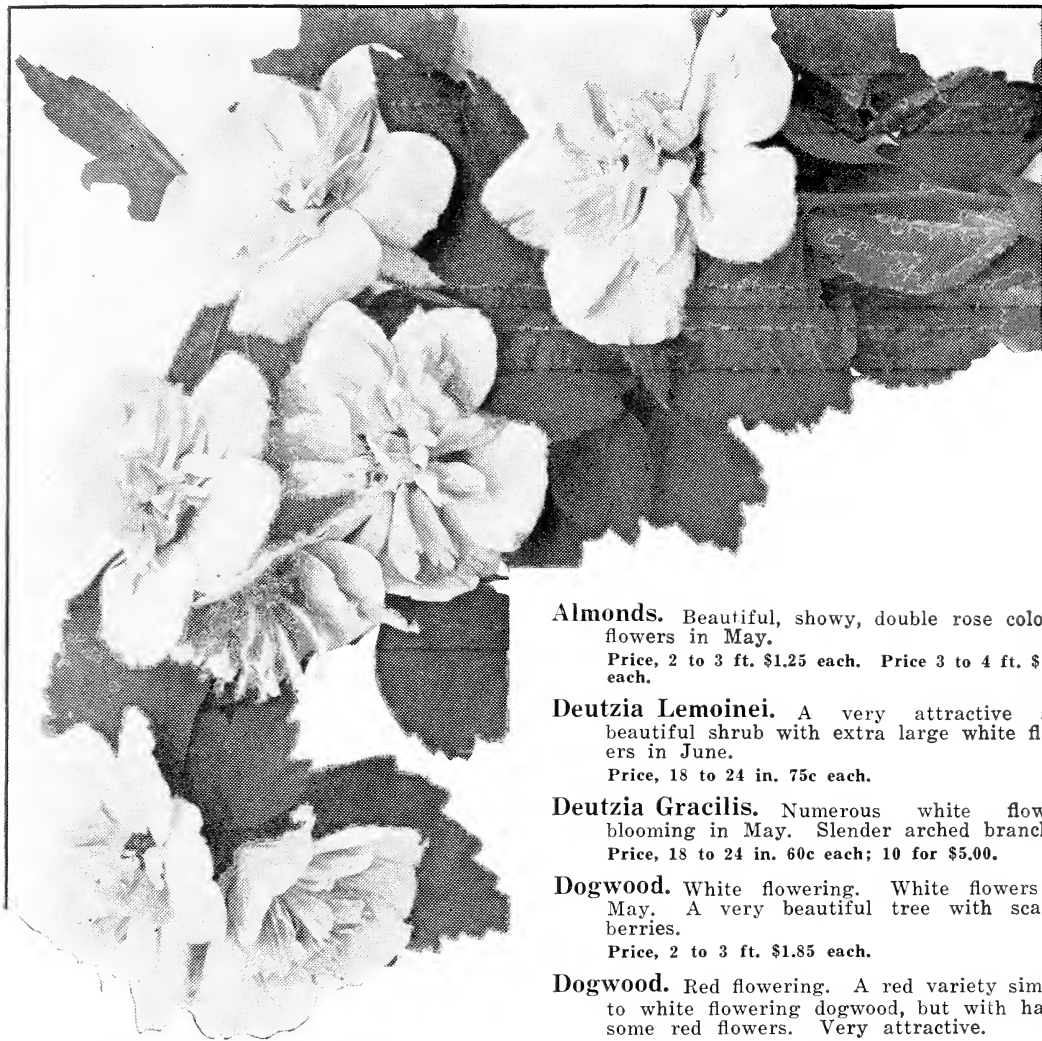 Almonds. Beautiful, showy, double rose colo
flowers in May.
Price, 2 to 3 ft. $1.25 each. Price 3 to 4 ft. $
each.
Deutzia Lemoinei. A very attractive
beautiful shrub with extra large white fl
ers in June.
Price, 18 to 24 in. 75c each.
Deutzia Gracilis. Numerous white flow
blooming in May. Slender arched branch
Price, 18 to 24 in. 60c each; 10 for $5.00.
Dogwood. White flowering. White flowers
May. A very beautiful tree with sca
berries.
Price, 2 to 3 ft. $1.85 each.
Dogwood. Red flowering. A red variety sim
to white flowering dogwood, but with ha
some red flowers. Very attractive.